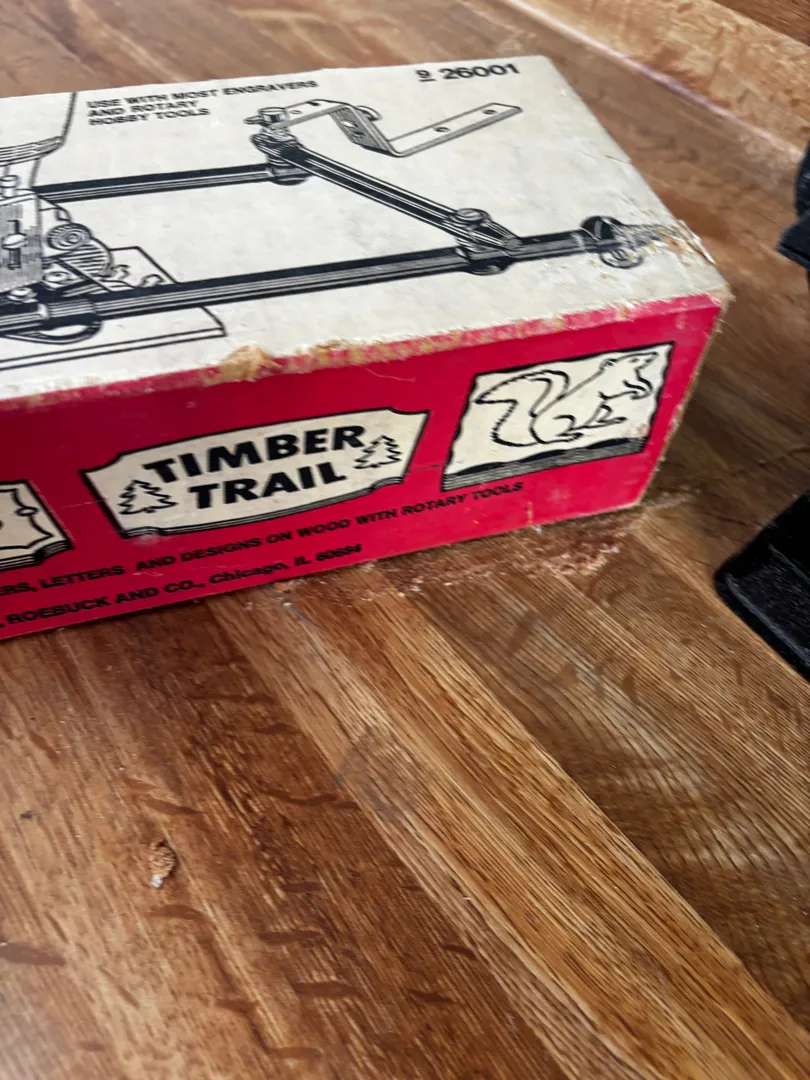 USE WITH MOST ENGRAVERS
AND ROTARY
HOBBY TOOLS
9 26001
TIMBER
TRAIL
ERS, LETTERS AND DESIGNS ON WOOD WITH ROTARY TOOLS
, ROEBUCK AND CO., Chicago, IL 60684